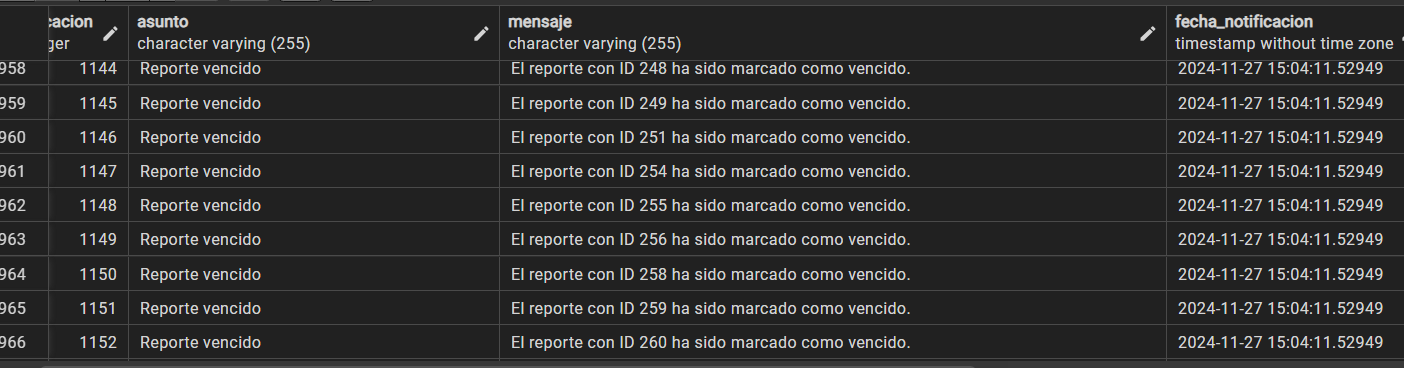 cacion asunto mensaje fecha_notificacion
ger character varying (255) character varying (255) timestamp without time zone
958 1144 Reporte vencido El reporte con ID 248 ha sido marcado como vencido. 2024-11-27 15:04:11.52949
959 1145 Reporte vencido El reporte con ID 249 ha sido marcado como vencido. 2024-11-27 15:04:11.52949
960 1146 Reporte vencido El reporte con ID 251 ha sido marcado como vencido. 2024-11-27 15:04:11.52949
961 1147 Reporte vencido El reporte con ID 254 ha sido marcado como vencido. 2024-11-27 15:04:11.52949
962 1148 Reporte vencido El reporte con ID 255 ha sido marcado como vencido. 2024-11-27 15:04:11.52949
963 1149 Reporte vencido El reporte con ID 256 ha sido marcado como vencido. 2024-11-27 15:04:11.52949
964 1150 Reporte vencido El reporte con ID 258 ha sido marcado como vencido. 2024-11-27 15:04:11.52949
965 1151 Reporte vencido El reporte con ID 259 ha sido marcado como vencido. 2024-11-27 15:04:11.52949
966 1152 Reporte vencido El reporte con ID 260 ha sido marcado como vencido. 2024-11-27 15:04:11.52949